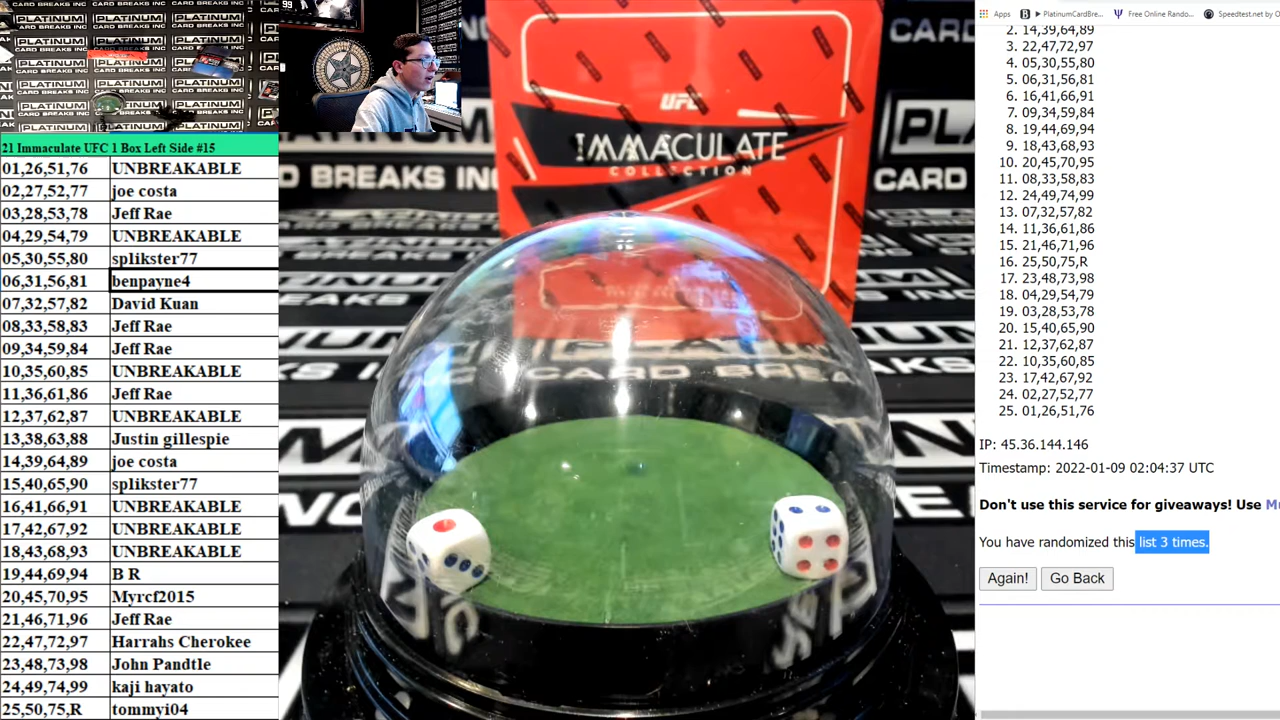 99
PLATINUM
CARD BREAKS INC
21 Immaculate UFC 1 Box Left Side #15
01,26,51,76 UNBREAKABLE
02,27,52,77 joe costa
03,28,53,78 Jeff Rae
04,29,54,79 UNBREAKABLE
05,30,55,80 splikster77
06,31,56,81 benpayne4
07,32,57,82 David Kuan
08,33,58,83 Jeff Rae
09,34,59,84 Jeff Rae
10,35,60,85 UNBREAKABLE
11,36,61,86 Jeff Rae
12,37,62,87 UNBREAKABLE
13,38,63,88 Justin gillespie
14,39,64,89 joe costa
15,40,65,90 splikster77
16,41,66,91 UNBREAKABLE
17,42,67,92 UNBREAKABLE
18,43,68,93 UNBREAKABLE
19,44,69,94 B R
20,45,70,95 Myrcf2015
21,46,71,96 Jeff Rae
22,47,72,97 Harrahs Cherokee
23,48,73,98 John Pandtle
24,49,74,99 kaji hayato
25,50,75,R tommyi04
UFC
IMMACULATE
COLLECTION
Apps PlatinumCardBre... Free Online Rando... Speedtest.net by O
2. 14,39,64,89
3. 22,47,72,97
4. 05,30,55,80
5. 06,31,56,81
6. 16,41,66,91
7. 09,34,59,84
8. 19,44,69,94
9. 18,43,68,93
10. 20,45,70,95
11. 08,33,58,83
12. 24,49,74,99
13. 07,32,57,82
14. 11,36,61,86
15. 21,46,71,96
16. 25,50,75,R
17. 23,48,73,98
18. 04,29,54,79
19. 03,28,53,78
20. 15,40,65,90
21. 12,37,62,87
22. 10,35,60,85
23. 17,42,67,92
24. 02,27,52,77
25. 01,26,51,76
IP: 45.36.144.146
Timestamp: 2022-01-09 02:04:37 UTC
Don't use this service for giveaways! Use
You have randomized this list 3 times.
Again! Go Back